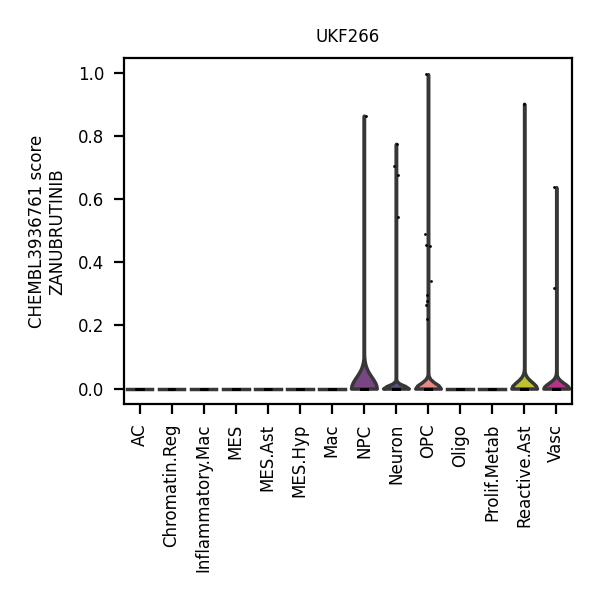 UKF266
CHEMBL3936761 score
ZANUBRUTINIB
1.0
0.8
0.6
0.4
0.2
0.0
AC
Chromatin.Reg
Inflammatory.Mac
MES
MES.Ast
MES.Hyp
Mac
NPC
Neuron
OPC
Oligo
Prolif.Metab
Reactive.Ast
Vasc